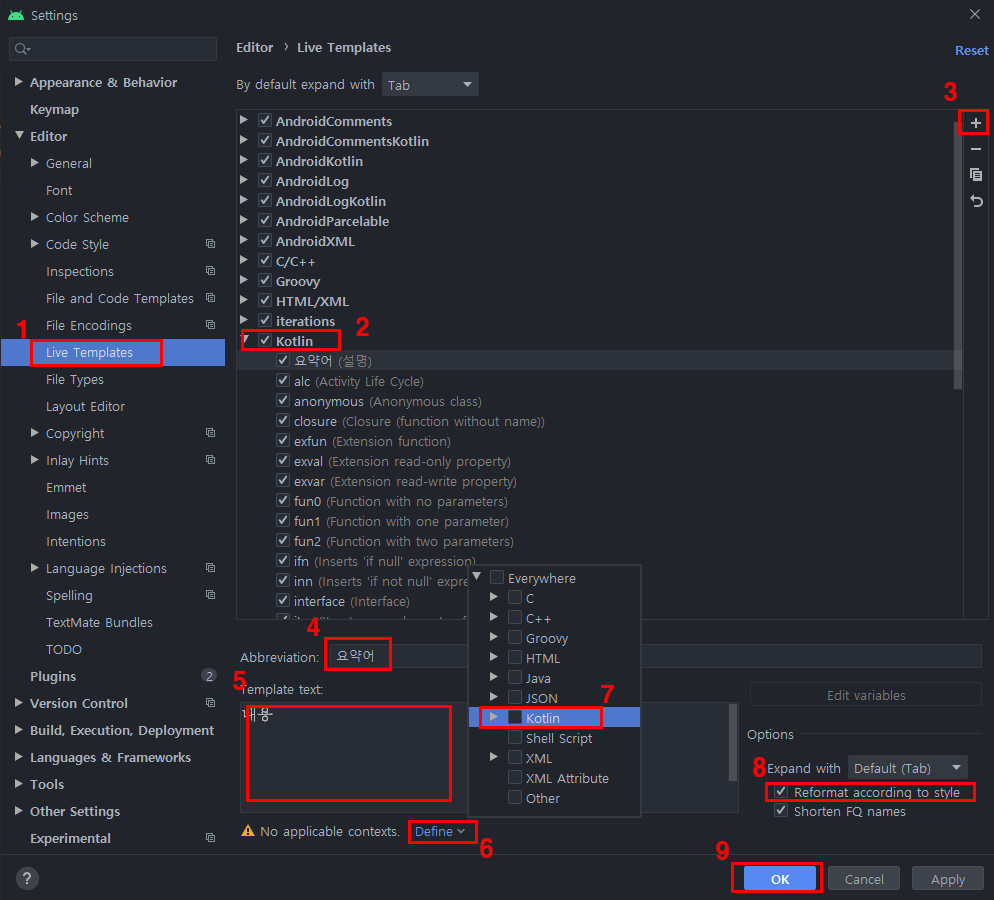 Settings
Editor › Live Templates
Reset
By default expand with Tab
3
Appearance & Behavior
Keymap
Editor
General
Font
Color Scheme
Code Style
Inspections
File and Code Templates
File Encodings
1
Live Templates
File Types
Layout Editor
Copyright
Inlay Hints
Emmet
Images
Intentions
Language Injections
Spelling
TextMate Bundles
TODO
Plugins 2
Version Control
Build, Execution, Deployment
Languages & Frameworks
Tools
Other Settings
Experimental
AndroidComments
AndroidCommentsKotlin
AndroidKotlin
AndroidLog
AndroidLogKotlin
AndroidParcelable
AndroidXML
C/C++
Groovy
HTML/XML
iterations
2
Kotlin
요약어 (설명)
alc (Activity Life Cycle)
anonymous (Anonymous class)
closure (Closure (function without name))
exfun (Extension function)
exval (Extension read-only property)
exvar (Extension read-write property)
fun0 (Function with no parameters)
fun1 (Function with one parameter)
fun2 (Function with two parameters)
ifn (Inserts 'if null' expression)
inn (Inserts 'if not null' expre
interface (Interface)
4
Abbreviation: 요약어
5
Template text:
내용
Everywhere
C
C++
Groovy
HTML
Java
JSON
7
Kotlin
Shell Script
XML
XML Attribute
Other
Edit variables
Options
8
Expand with Default (Tab)
Reformat according to style
Shorten FQ names
No applicable contexts. Define
6
9
?
OK Cancel Apply